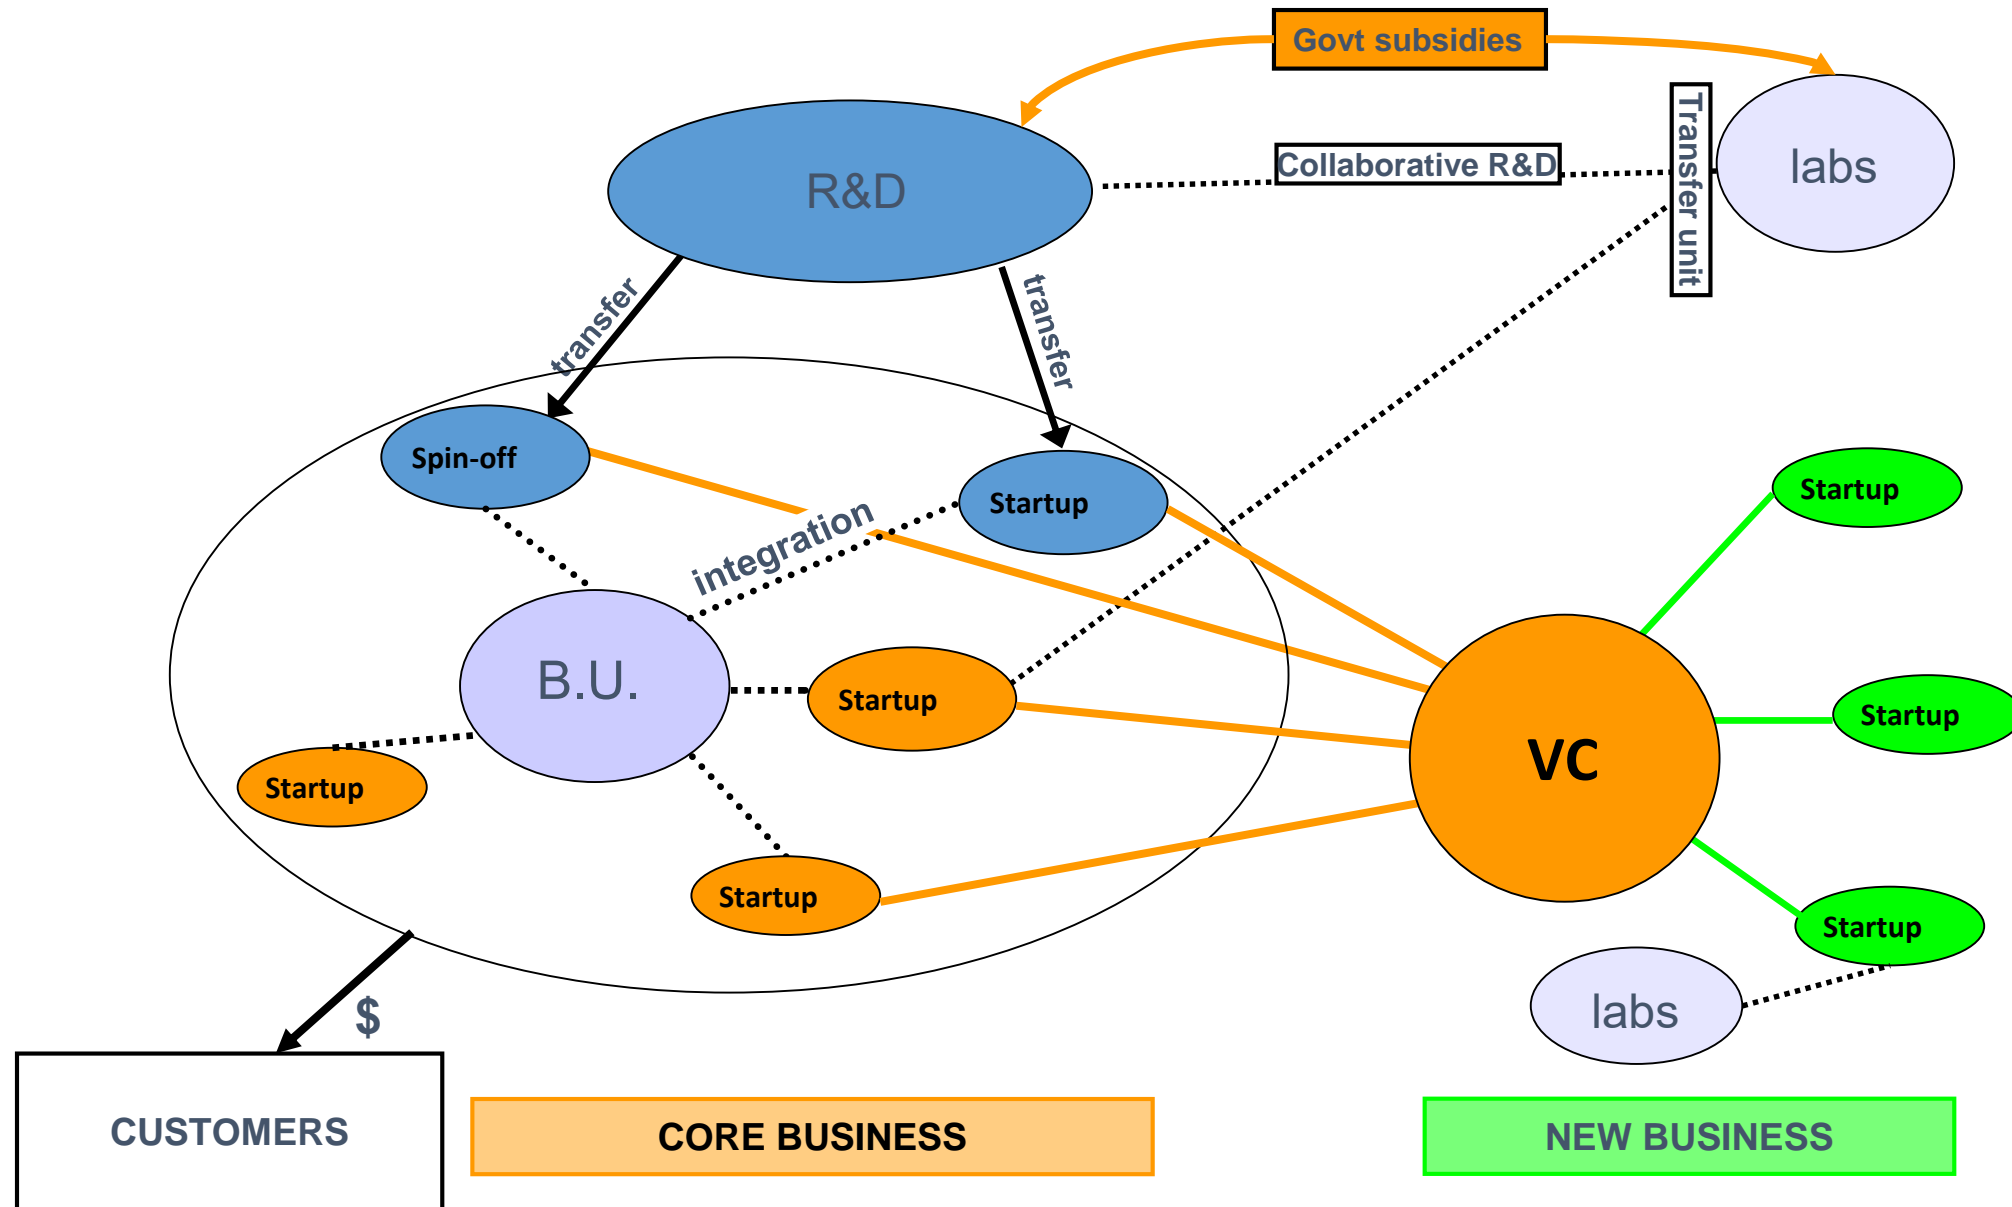 Govt subsidies
Collaborative R&D
Transfer unit
labs
R&D
transfer
transfer
Spin-off
Startup
integration
Startup
B.U.
Startup
Startup
VC
Startup
Startup
Startup
Startup
labs
$
CUSTOMERS
CORE BUSINESS
NEW BUSINESS